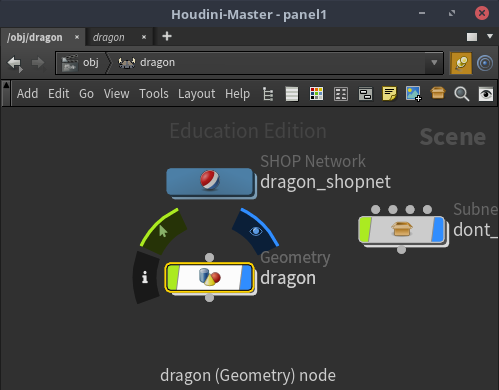 Houdini-Master - panel1
/obj/dragon × dragon × +
obj dragon
Add Edit Go View Tools Layout Help
Education Edition
Scene
SHOP Network
dragon_shopnet
Subne
dont_
Geometry
dragon
i
dragon (Geometry) node